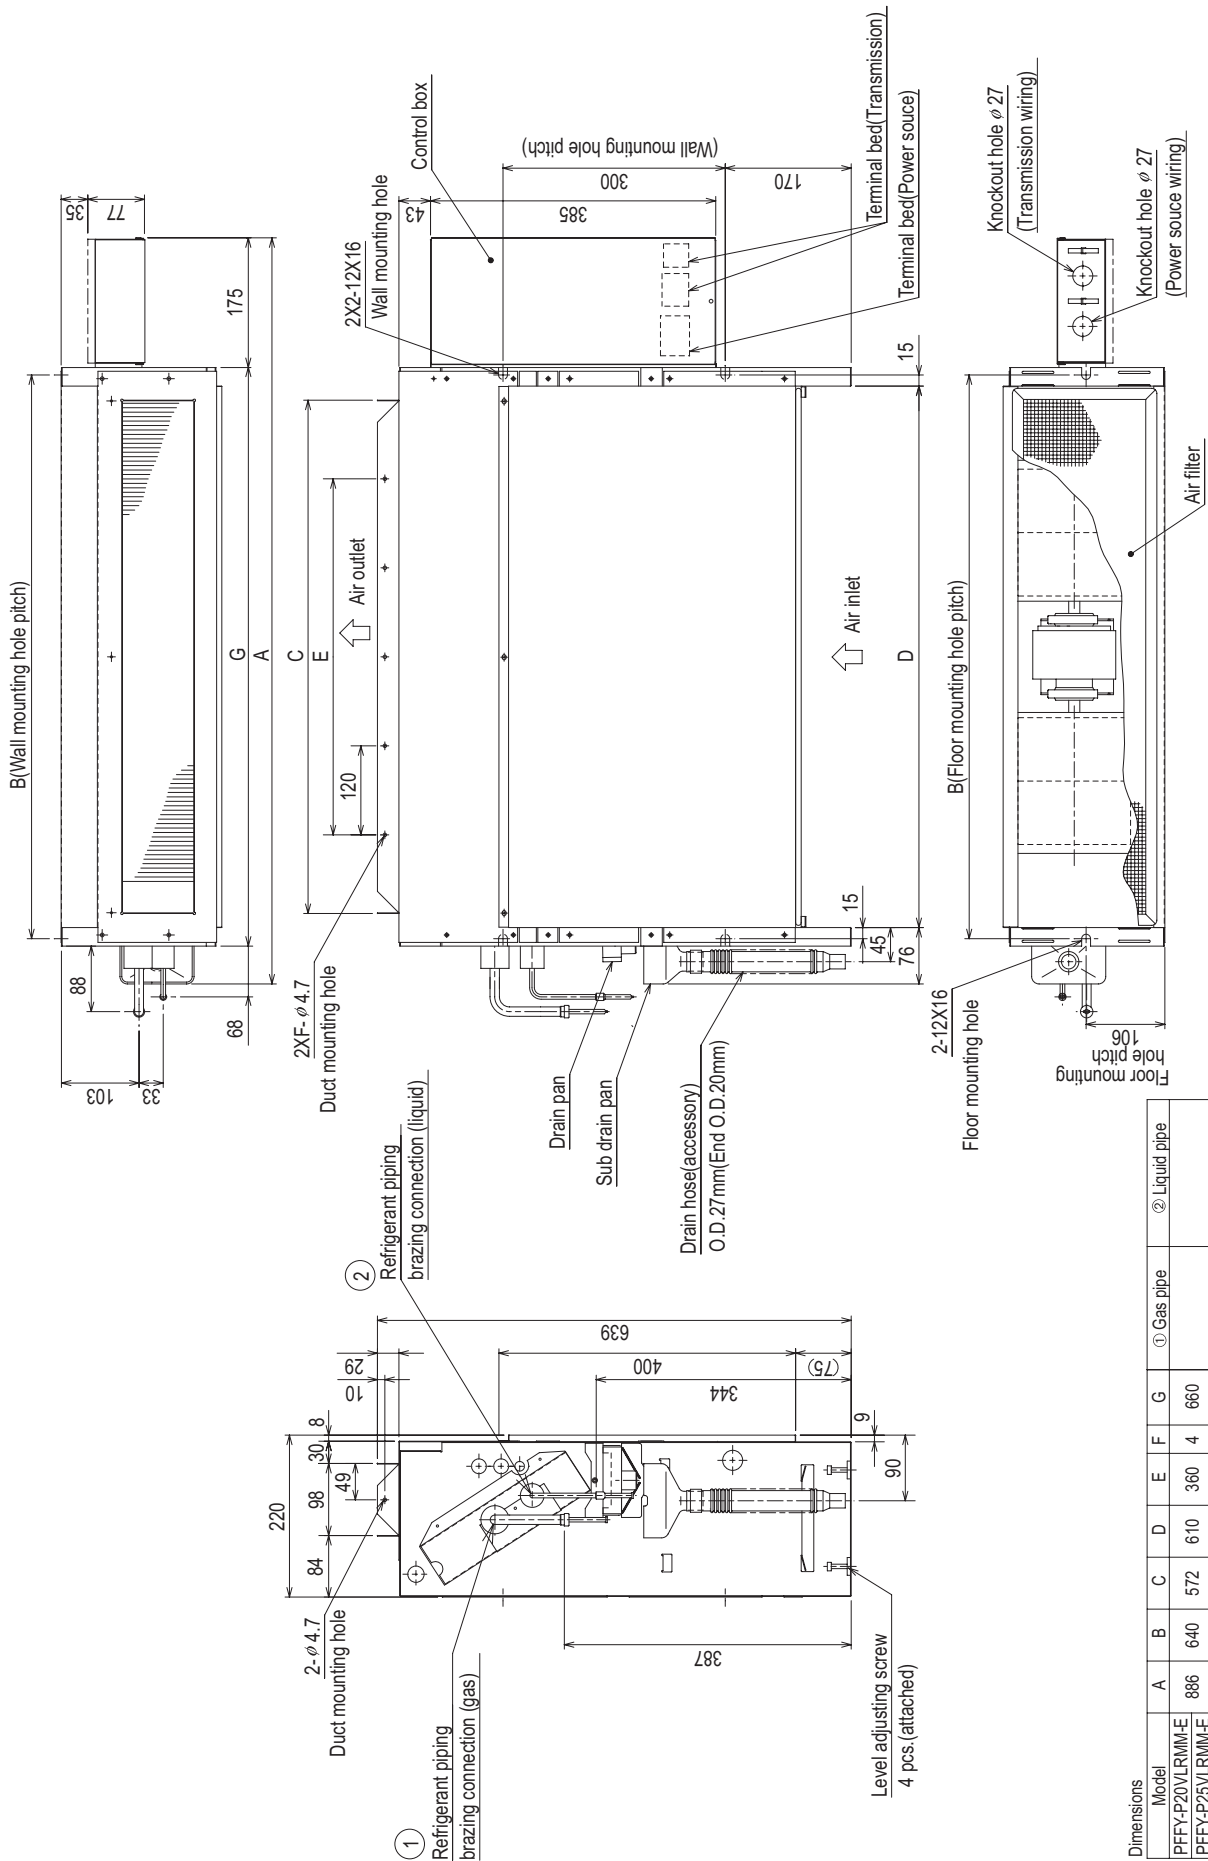 B(Wall mounting hole pitch)
G
A
35
77
175
88
68
103
33
2XF-φ4.7
Duct mounting hole
C
E
120
Air outlet
2X2-12X16
Wall mounting hole
43
385
300
(Wall mounting hole pitch)
170
Control box
Terminal bed(Transmission)
Terminal bed(Power souce)
15
Air inlet
D
15
45
76
Drain pan
Sub drain pan
Drain hose(accessory)
O.D.27mm(End O.D.20mm)
B(Floor mounting hole pitch)
Knockout hole φ27
(Transmission wiring)
Knockout hole φ27
(Power souce wiring)
Air filter
2-12X16
Floor mounting hole
106
Floor mounting
hole pitch
2
Refrigerant piping
brazing connection (liquid)
1
Refrigerant piping
brazing connection (gas)
2-φ4.7
Duct mounting hole
220
84
98
49
30
8
10
29
639
400
344
(75)
9
90
387
Level adjusting screw
4 pcs.(attached)
Dimensions
Model A B C D E F G ① Gas pipe ② Liquid pipe
PFFY-P20VLRMM-E 886 640 572 610 360 4 660
PFFY-P25VLRMM-E